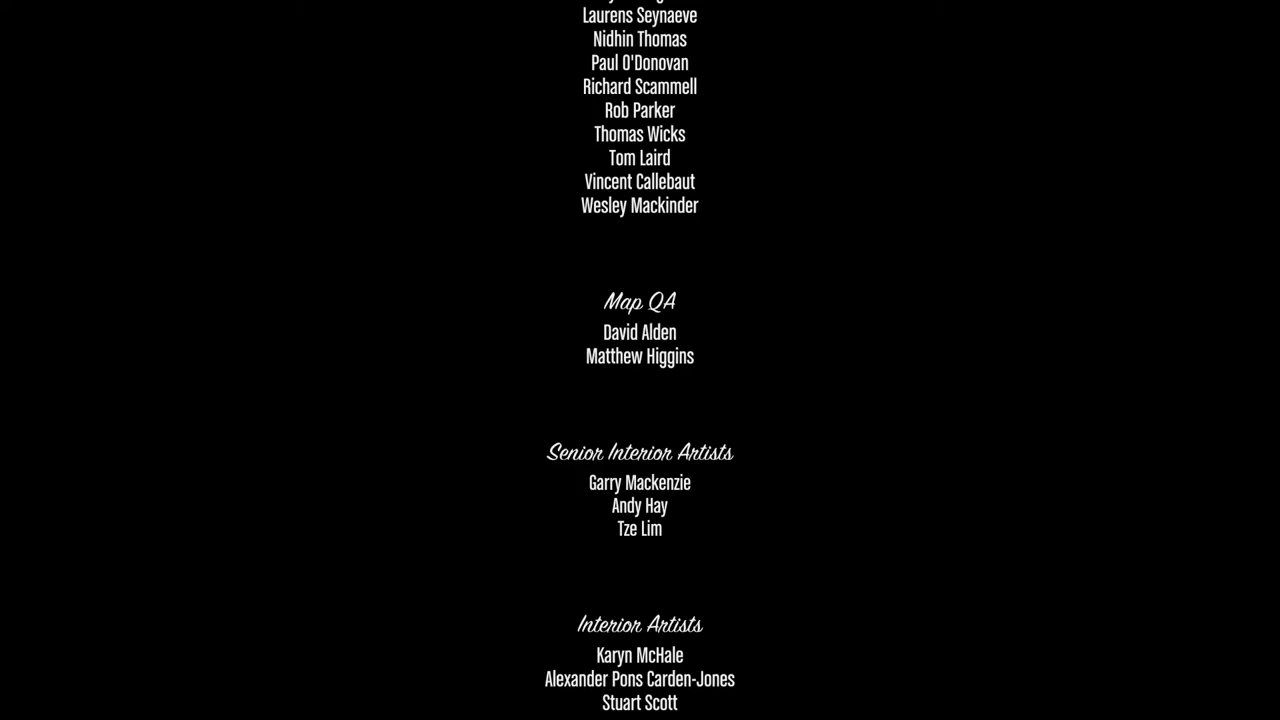 Laurens Seynaeve
Nidhin Thomas
Paul O'Donovan
Richard Scammell
Rob Parker
Thomas Wicks
Tom Laird
Vincent Callebaut
Wesley Mackinder
Map QA
David Alden
Matthew Higgins
Senior Interior Artists
Garry Mackenzie
Andy Hay
Tze Lim
Interior Artists
Karyn McHale
Alexander Pons Carden-Jones
Stuart Scott